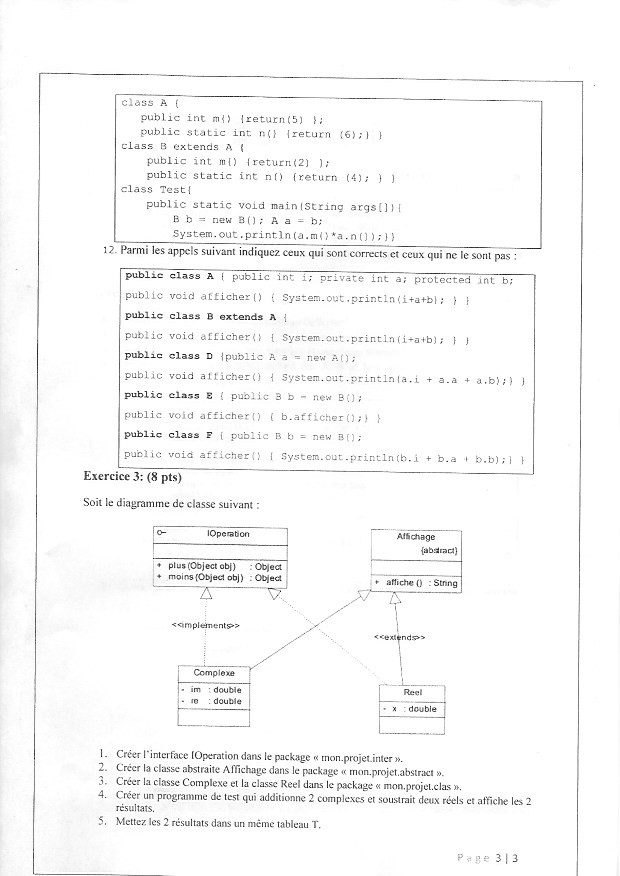 class A {
public int m() {return(5) };
public static int n() {return (6);} }
class B extends A {
public int m() {return(2) };
public static int n() {return (4); } }
class Test{
public static void main(String args[]){
B b = new B(); A a = b;
System.out.println(a.m()*a.n());}}
12. Parmi les appels suivant indiquez ceux qui sont corrects et ceux qui ne le sont pas :
public class A { public int i; private int a; protected int b;
public void afficher() { System.out.println(i+a+b); } }
public class B extends A {
public void afficher() { System.out.println(i+a+b); } }
public class D {public A a = new A();
public void afficher() { System.out.println(a.i + a.a + a.b);} }
public class E { public B b = new B();
public void afficher() { b.afficher();} }
public class F { public B b = new B();
public void afficher() { System.out.println(b.i + b.a + b.b);} }
Exercice 3: (8 pts)
Soit le diagramme de classe suivant :
IOperation
+ plus (Object obj) : Object
+ moins (Object obj) : Object
Affichage
{abstract}
+ affiche () : String
<<implements>>
<<extends>>
Complexe
- im : double
- re : double
Reel
- x : double
1. Créer l'interface IOperation dans le package « mon.projet.inter ».
2. Créer la classe abstraite Affichage dans le package « mon.projet.abstract ».
3. Créer la classe Complexe et la classe Reel dans le package « mon.projet.clas ».
4. Créer un programme de test qui additionne 2 complexes et soustrait deux réels et affiche les 2
résultats.
5. Mettez les 2 résultats dans un même tableau T.
Page 3 | 3